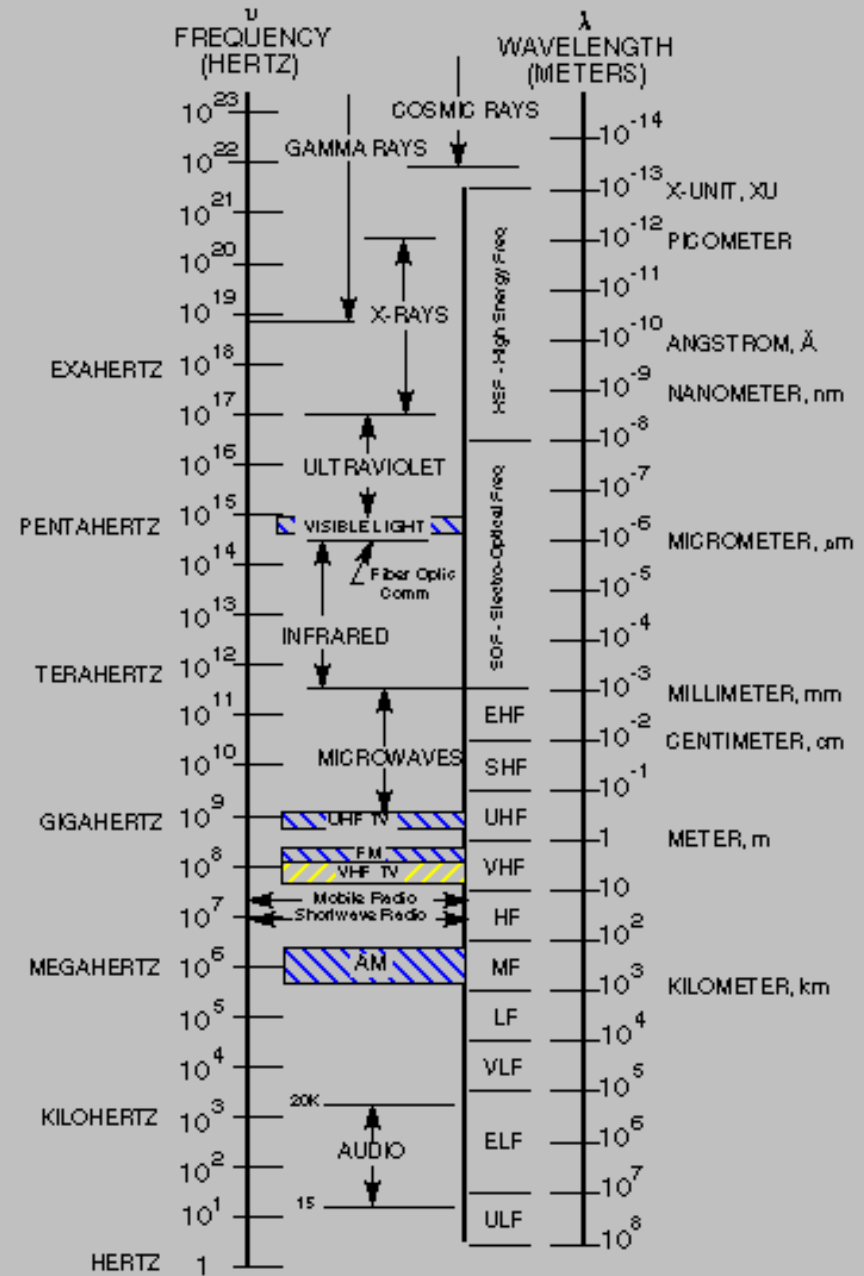 υ
FREQUENCY
(HERTZ)
λ
WAVELENGTH
(METERS)
10²³
COSMIC RAYS
10⁻¹⁴
10²²
GAMMA RAYS
10⁻¹³ X-UNIT, XU
10²¹
10⁻¹² PICOMETER
10²⁰
10⁻¹¹
10¹⁹
X-RAYS
10⁻¹⁰ ANGSTROM, Å
EXAHERTZ 10¹⁸
10⁻⁹ NANOMETER, nm
10¹⁷
10⁻⁸
HSF - High Energy Freq
10¹⁶
ULTRAVIOLET
10⁻⁷
10¹⁵
PENTAHERTZ
VISIBLE LIGHT
10⁻⁶ MICROMETER, µm
10¹⁴
Fiber Optic
Comm
10⁻⁵
SOF - Electro-Optical Freq
10¹³
INFRARED
10⁻⁴
TERAHERTZ 10¹²
10⁻³ MILLIMETER, mm
10¹¹
EHF
10⁻² CENTIMETER, cm
10¹⁰
MICROWAVES
SHF
10⁻¹
GIGAHERTZ 10⁹
UHF TV
UHF
1 METER, m
10⁸
FM
VHF TV
VHF
10
Mobile Radio
10⁷
Shortwave Radio
HF
10²
MEGAHERTZ 10⁶
AM
MF
10³ KILOMETER, km
10⁵
LF
10⁴
10⁴
VLF
10⁵
20K
KILOHERTZ 10³
AUDIO
ELF
10⁶
10²
10⁷
15
10¹
ULF
10⁸
HERTZ 1